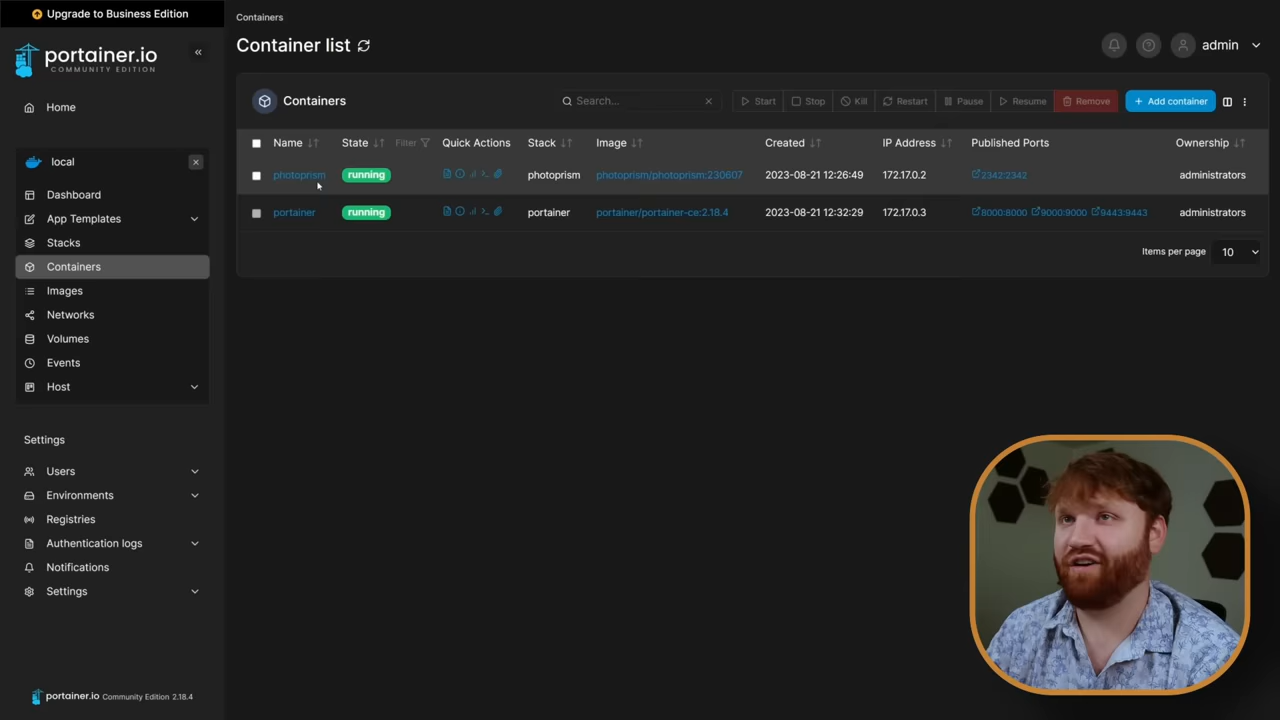 Upgrade to Business Edition
portainer.io
COMMUNITY EDITION
Home
local
Dashboard
App Templates
Stacks
Containers
Images
Networks
Volumes
Events
Host
Settings
Users
Environments
Registries
Authentication logs
Notifications
Settings
portainer.io Community Edition 2.18.4
Containers
Container list
admin
Containers
Search...
Start Stop Kill Restart Pause Resume Remove + Add container
Name State Filter Quick Actions Stack Image Created IP Address Published Ports Ownership
photoprism running photoprism photoprism/photoprism:230607 2023-08-21 12:26:49 172.17.0.2 2342:2342 administrators
portainer running portainer portainer/portainer-ce:2.18.4 2023-08-21 12:32:29 172.17.0.3 8000:8000 9000:9000 9443:9443 administrators
Items per page 10